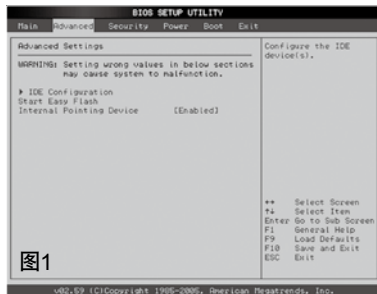 BIOS SETUP UTILITY
Main Advanced Security Power Boot Exit
Advanced Settings
WARNING: Setting wrong values in below sections
may cause system to malfunction.
▶ IDE Configuration
Start Easy Flash
Internal Pointing Device [Enabled]
Configure the IDE
device(s).
↔ Select Screen
↑↓ Select Item
Enter Go to Sub Screen
F1 General Help
F9 Load Defaults
F10 Save and Exit
ESC Exit
图1
v02.59 (C)Copyright 1985-2005, American Megatrends, Inc.